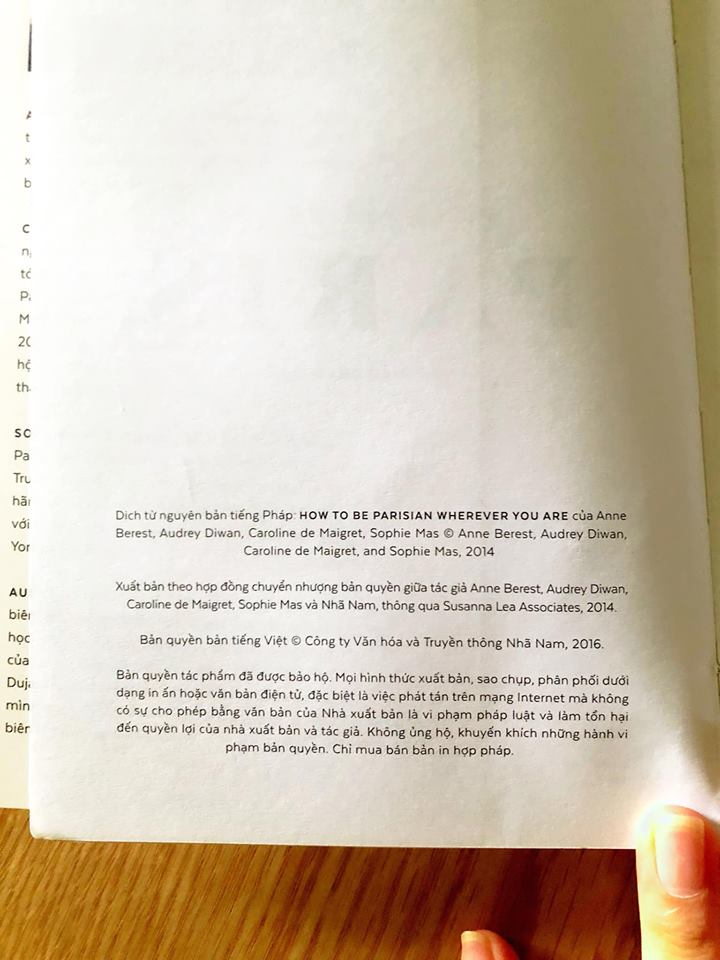 Dịch từ nguyên bản tiếng Pháp: HOW TO BE PARISIAN WHEREVER YOU ARE của Anne
Berest, Audrey Diwan, Caroline de Maigret, Sophie Mas © Anne Berest, Audrey Diwan,
Caroline de Maigret, and Sophie Mas, 2014
Xuất bản theo hợp đồng chuyển nhượng bản quyền giữa tác giả Anne Berest, Audrey Diwan,
Caroline de Maigret, Sophie Mas và Nhã Nam, thông qua Susanna Lea Associates, 2014.
Bản quyền bản tiếng Việt © Công ty Văn hóa và Truyền thông Nhã Nam, 2016.
Bản quyền tác phẩm đã được bảo hộ. Mọi hình thức xuất bản, sao chụp, phân phối dưới
dạng in ấn hoặc văn bản điện tử, đặc biệt là việc phát tán trên mạng Internet mà không
có sự cho phép bằng văn bản của Nhà xuất bản là vi phạm pháp luật và làm tổn hại
đến quyền lợi của nhà xuất bản và tác giả. Không ủng hộ, khuyến khích những hành vi
phạm bản quyền. Chỉ mua bán bản in hợp pháp.